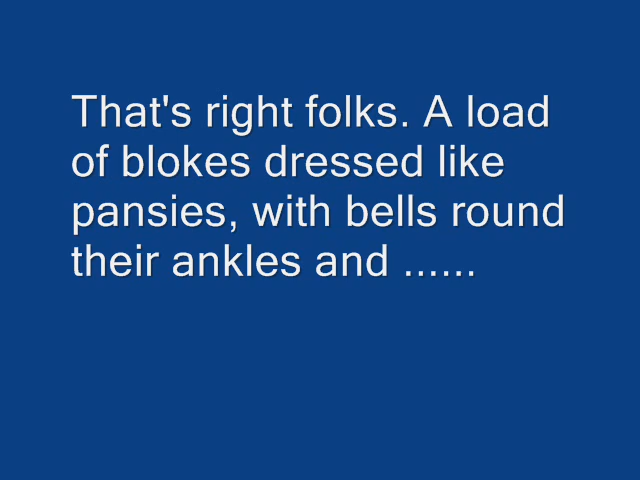 That's right folks. A load
of blokes dressed like
pansies, with bells round
their ankles and ......